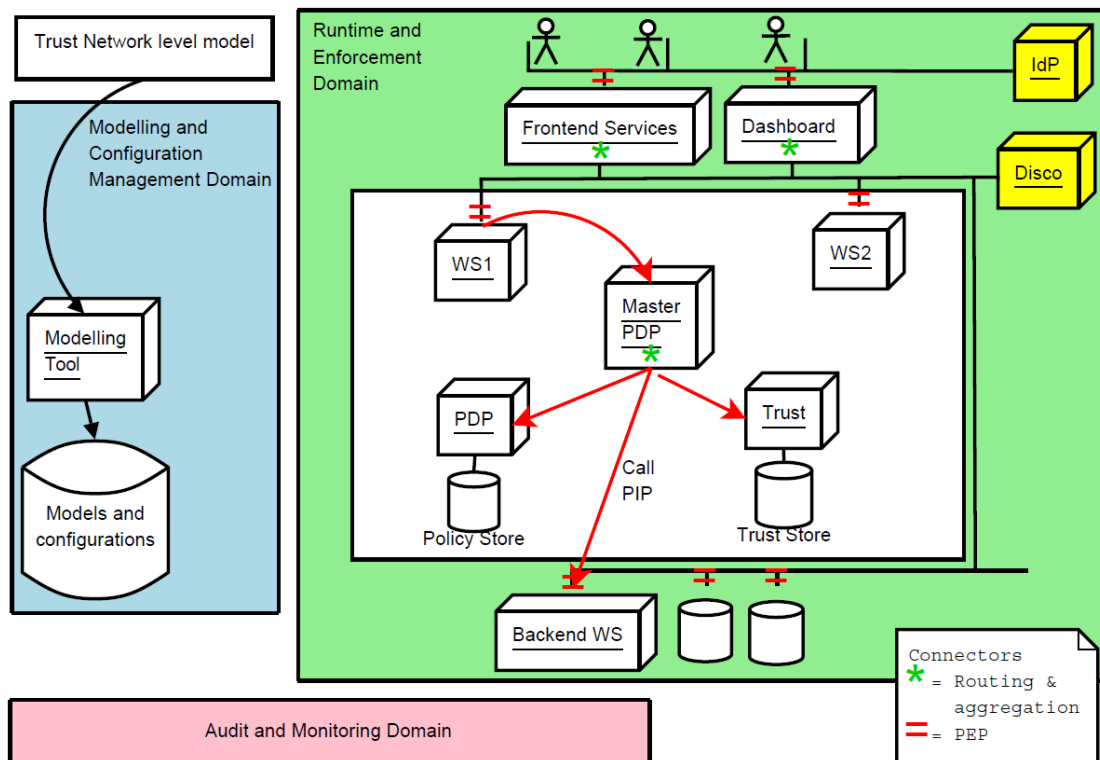 Trust Network level model
Modelling and
Configuration
Management Domain
Modelling
Tool
Models and
configurations
Runtime and
Enforcement
Domain
IdP
Frontend Services
*
Dashboard
*
Disco
WS1
WS2
Master
PDP
*
PDP
Trust
Call
PIP
Policy Store
Trust Store
Backend WS
Connectors
* = Routing &
aggregation
= PEP
Audit and Monitoring Domain